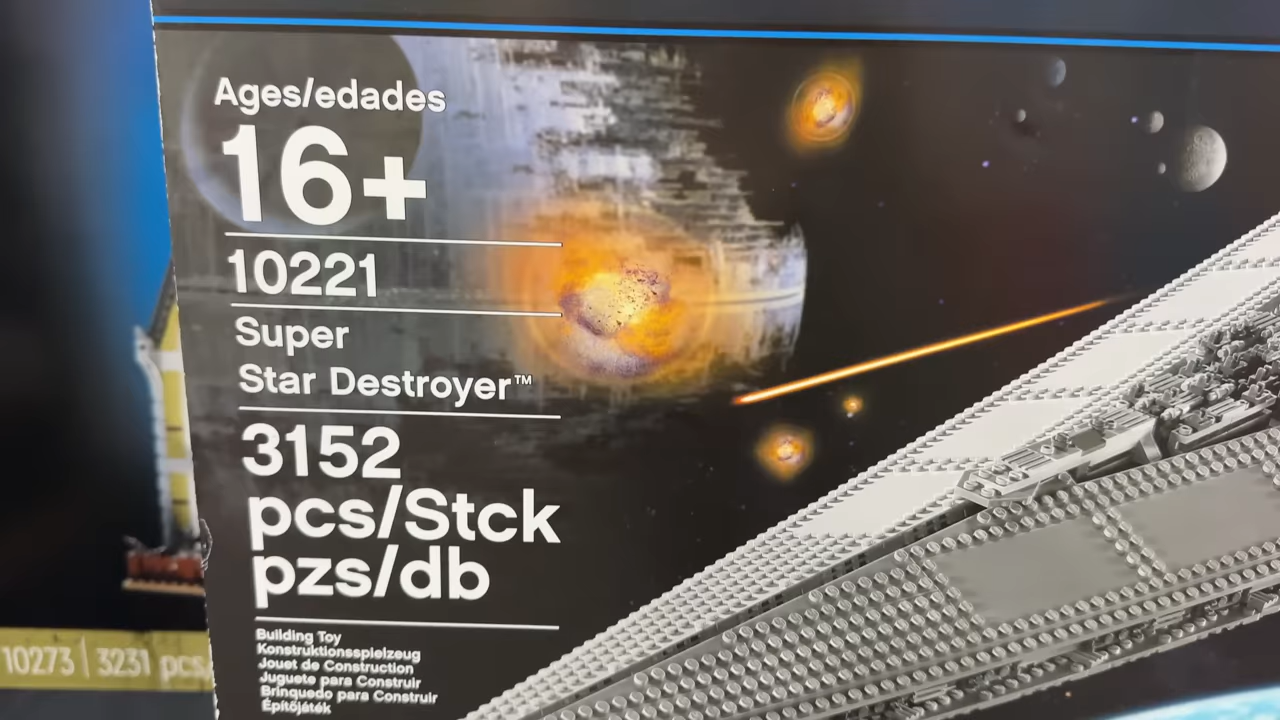 Ages/edades
16+
10221
Super
Star Destroyer™
3152
pcs/Stck
pzs/db
Building Toy
Konstruktionsspielzeug
Jouet de Construction
Juguete para Construir
Brinquedo para Construir
Építőjáték
10273 | 3231 pcs/